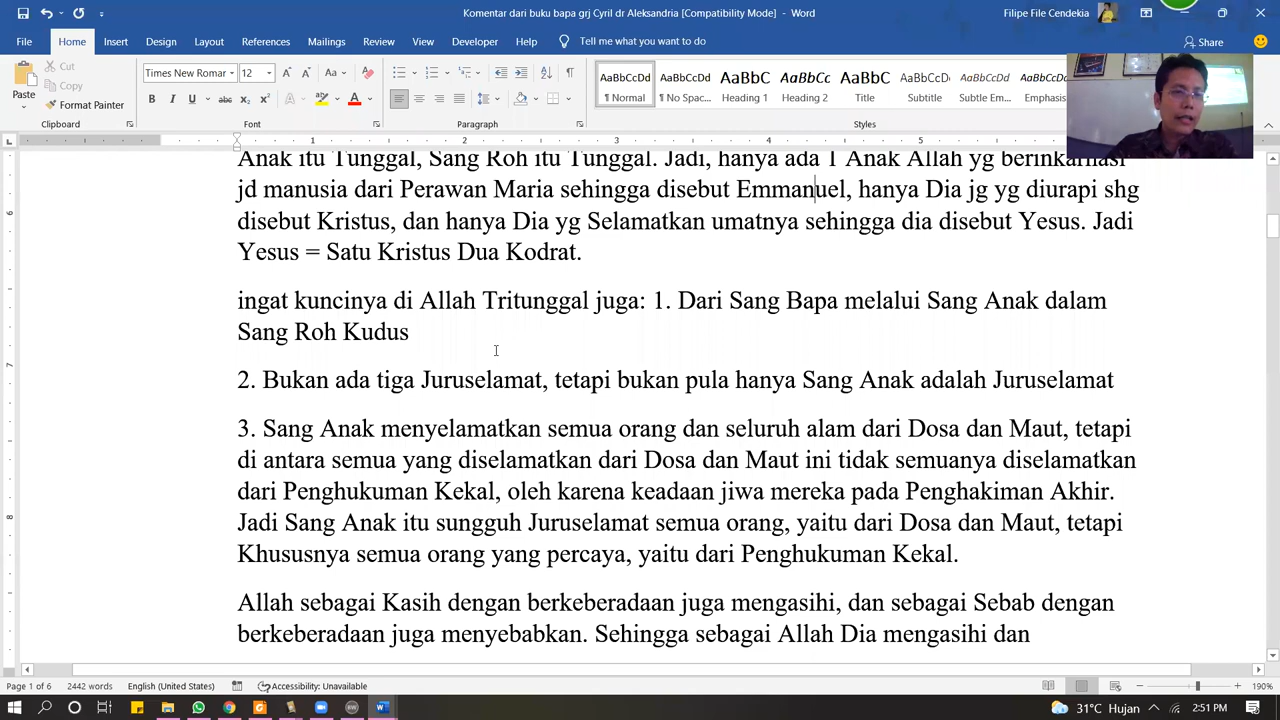 Komentar dari buku bapa grj Cyril dr Aleksandria [Compatibility Mode] - Word
Filipe File Cendekia
File Home Insert Draw Design Layout References Mailings Review View Developer Help Tell me what you want to do Share
Paste
Cut
Copy
Format Painter
Clipboard
Times New Romar 12
Font
Paragraph
AaBbCcDd AaBbCcDd AaBbC AaBbCc AaBbC AaBbCcD AaBbCcDd AaBbCcDd
¶ Normal ¶ No Spac... Heading 1 Heading 2 Title Subtitle Subtle Em... Emphasis
Styles
1 2 3 4 5
6
7
8
Anak itu Tunggal, Sang Roh itu Tunggal. Jadi, hanya ada 1 Anak Allah yg berinkarnasi
jd manusia dari Perawan Maria sehingga disebut Emmanuel, hanya Dia jg yg diurapi shg
disebut Kristus, dan hanya Dia yg Selamatkan umatnya sehingga dia disebut Yesus. Jadi
Yesus = Satu Kristus Dua Kodrat.
ingat kuncinya di Allah Tritunggal juga: 1. Dari Sang Bapa melalui Sang Anak dalam
Sang Roh Kudus
2. Bukan ada tiga Juruselamat, tetapi bukan pula hanya Sang Anak adalah Juruselamat
3. Sang Anak menyelamatkan semua orang dan seluruh alam dari Dosa dan Maut, tetapi
di antara semua yang diselamatkan dari Dosa dan Maut ini tidak semuanya diselamatkan
dari Penghukuman Kekal, oleh karena keadaan jiwa mereka pada Penghakiman Akhir.
Jadi Sang Anak itu sungguh Juruselamat semua orang, yaitu dari Dosa dan Maut, tetapi
Khususnya semua orang yang percaya, yaitu dari Penghukuman Kekal.
Allah sebagai Kasih dengan berkeberadaan juga mengasihi, dan sebagai Sebab dengan
berkeberadaan juga menyebabkan. Sehingga sebagai Allah Dia mengasihi dan
Page 1 of 6 2442 words English (United States) Accessibility: Unavailable 190%
31°C Hujan 2:51 PM